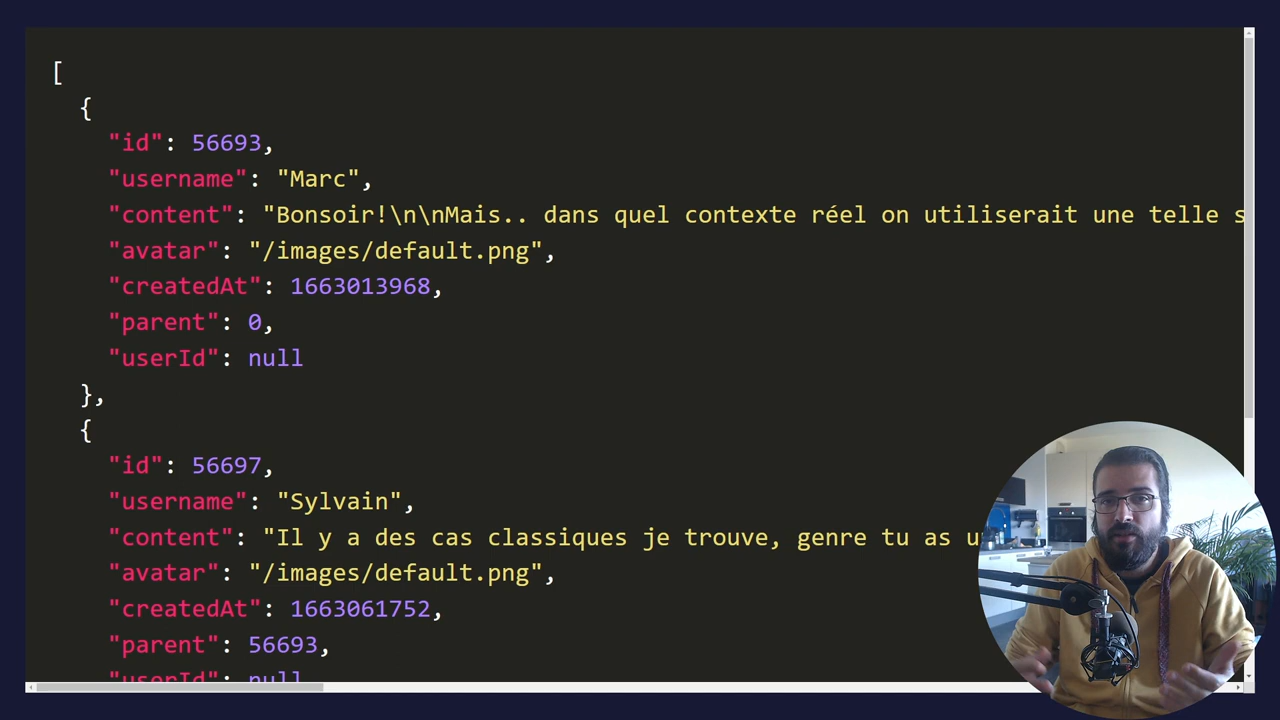 [
{
"id": 56693,
"username": "Marc",
"content": "Bonsoir!\n\nMais.. dans quel contexte réel on utiliserait une telle s
"avatar": "/images/default.png",
"createdAt": 1663013968,
"parent": 0,
"userId": null
},
{
"id": 56697,
"username": "Sylvain",
"content": "Il y a des cas classiques je trouve, genre tu as u
"avatar": "/images/default.png",
"createdAt": 1663061752,
"parent": 56693,
"userId": null